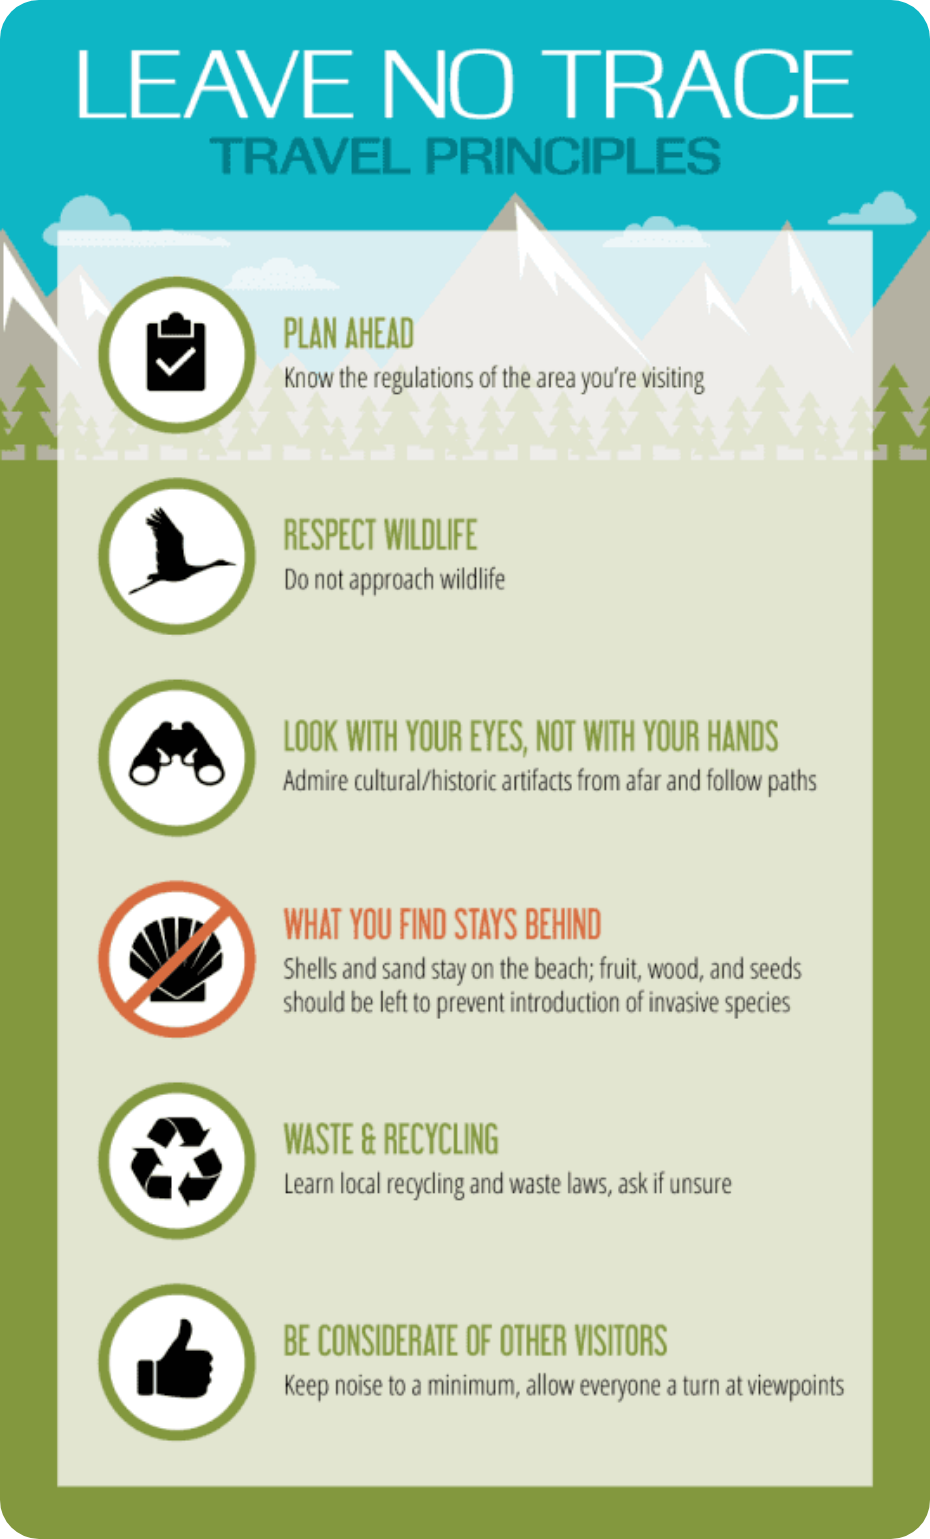 LEAVE NO TRACE
TRAVEL PRINCIPLES
PLAN AHEAD
Know the regulations of the area you're visiting
RESPECT WILDLIFE
Do not approach wildlife
LOOK WITH YOUR EYES, NOT WITH YOUR HANDS
Admire cultural/historic artifacts from afar and follow paths
WHAT YOU FIND STAYS BEHIND
Shells and sand stay on the beach; fruit, wood, and seeds
should be left to prevent introduction of invasive species
WASTE & RECYCLING
Learn local recycling and waste laws, ask if unsure
BE CONSIDERATE OF OTHER VISITORS
Keep noise to a minimum, allow everyone a turn at viewpoints